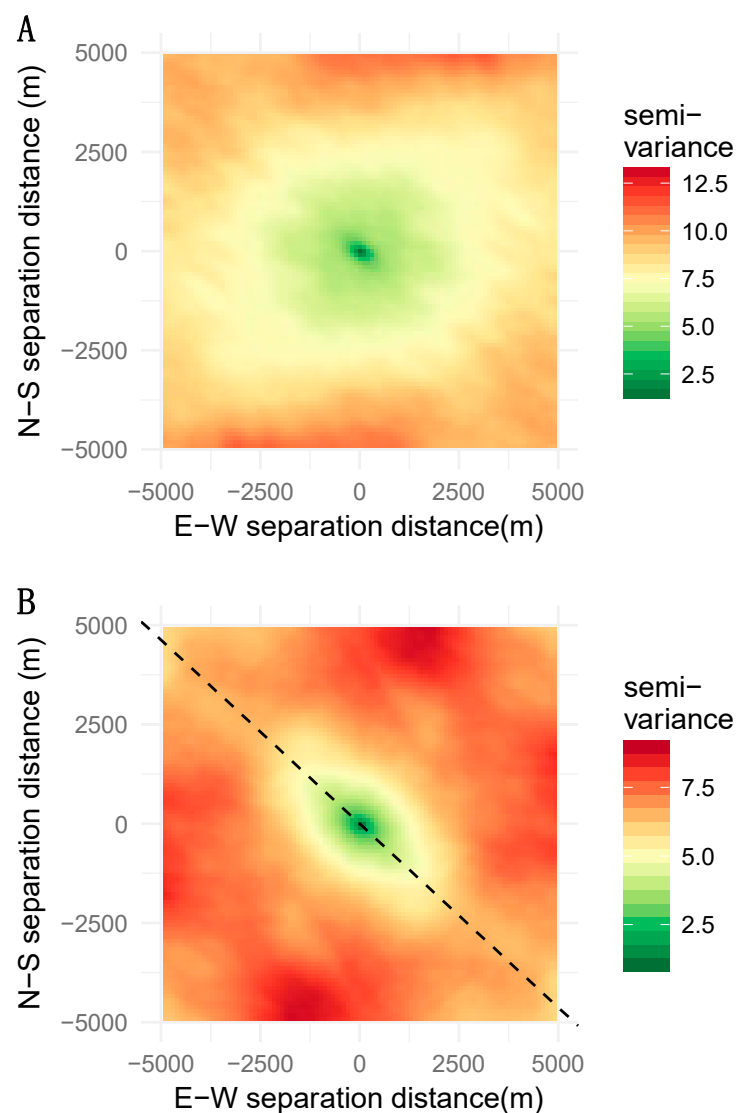 A
semi−
variance
12.5
10.0
7.5
5.0
2.5
N−S separation distance (m)
5000
2500
0
−2500
−5000
−5000 −2500 0 2500 5000
E−W separation distance(m)
B
semi−
variance
7.5
5.0
2.5
N−S separation distance (m)
5000
2500
0
−2500
−5000
−5000 −2500 0 2500 5000
E−W separation distance(m)